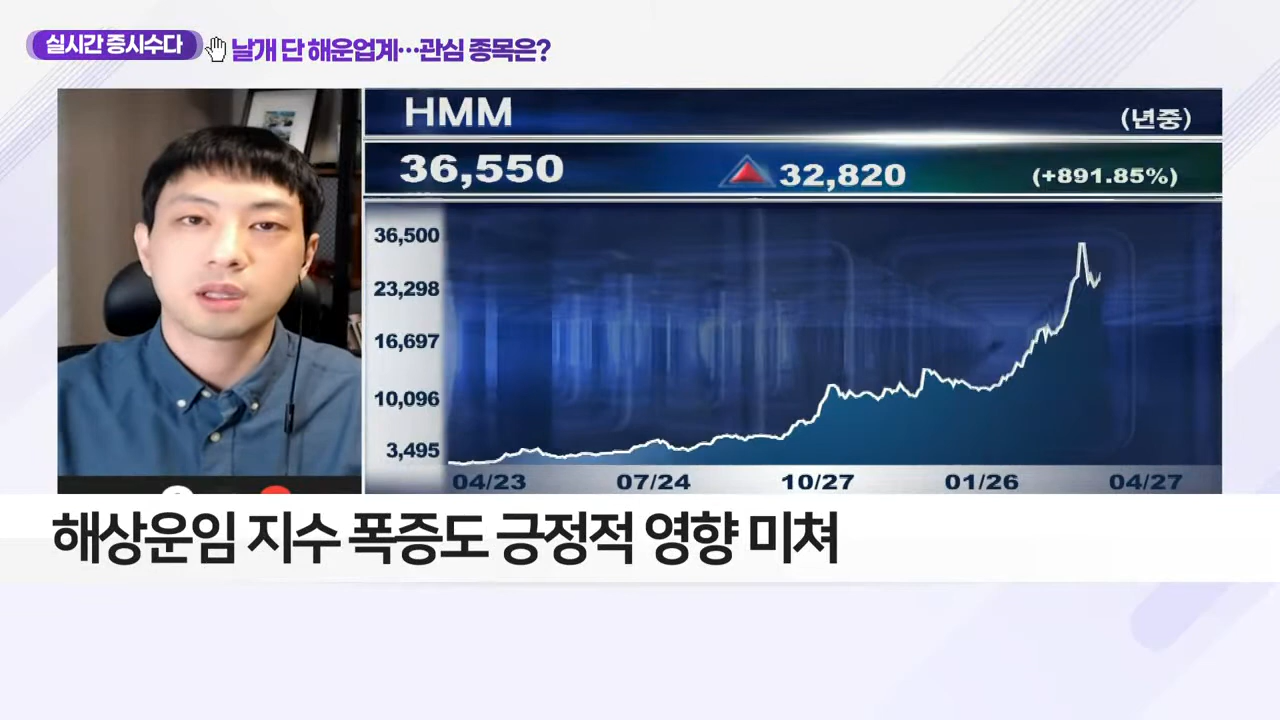 실시간 증시수다
날개 단 해운업계…관심 종목은?
HMM
(년중)
36,550
32,820
(+891.85%)
36,500
23,298
16,697
10,096
3,495
04/23 07/24 10/27 01/26 04/27
해상운임 지수 폭증도 긍정적 영향 미쳐